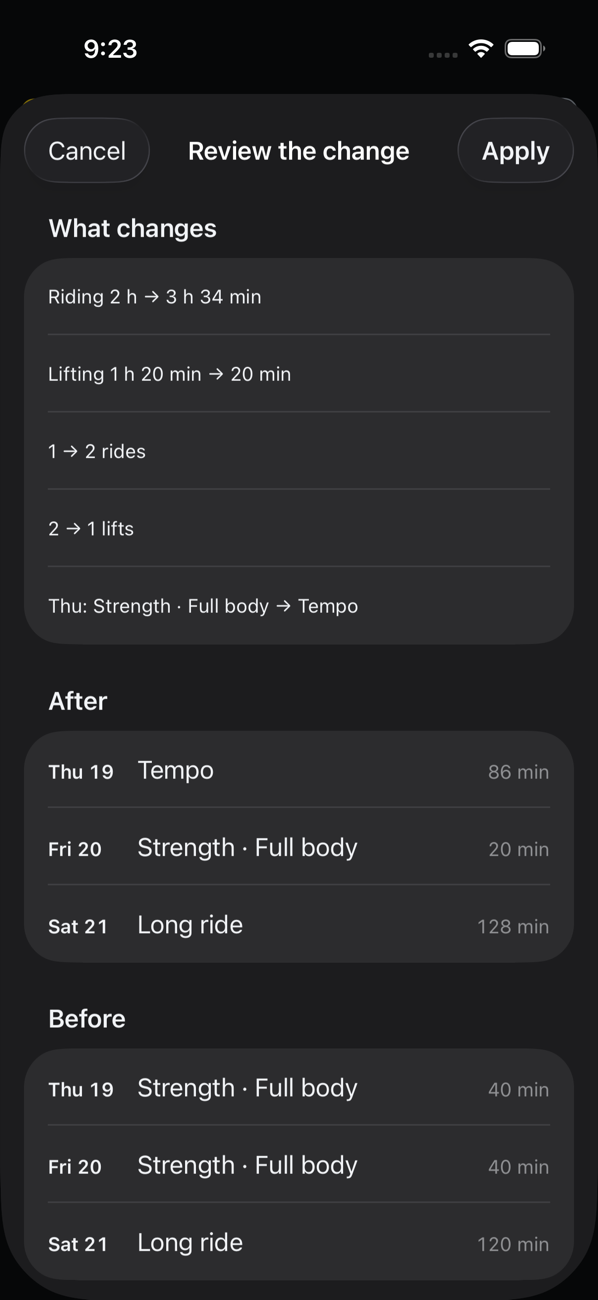 9:23
Cancel
Review the change
Apply
What changes
Riding 2 h → 3 h 34 min
Lifting 1 h 20 min → 20 min
1 → 2 rides
2 → 1 lifts
Thu: Strength · Full body → Tempo
After
Thu 19 Tempo 86 min
Fri 20 Strength · Full body 20 min
Sat 21 Long ride 128 min
Before
Thu 19 Strength · Full body 40 min
Fri 20 Strength · Full body 40 min
Sat 21 Long ride 120 min